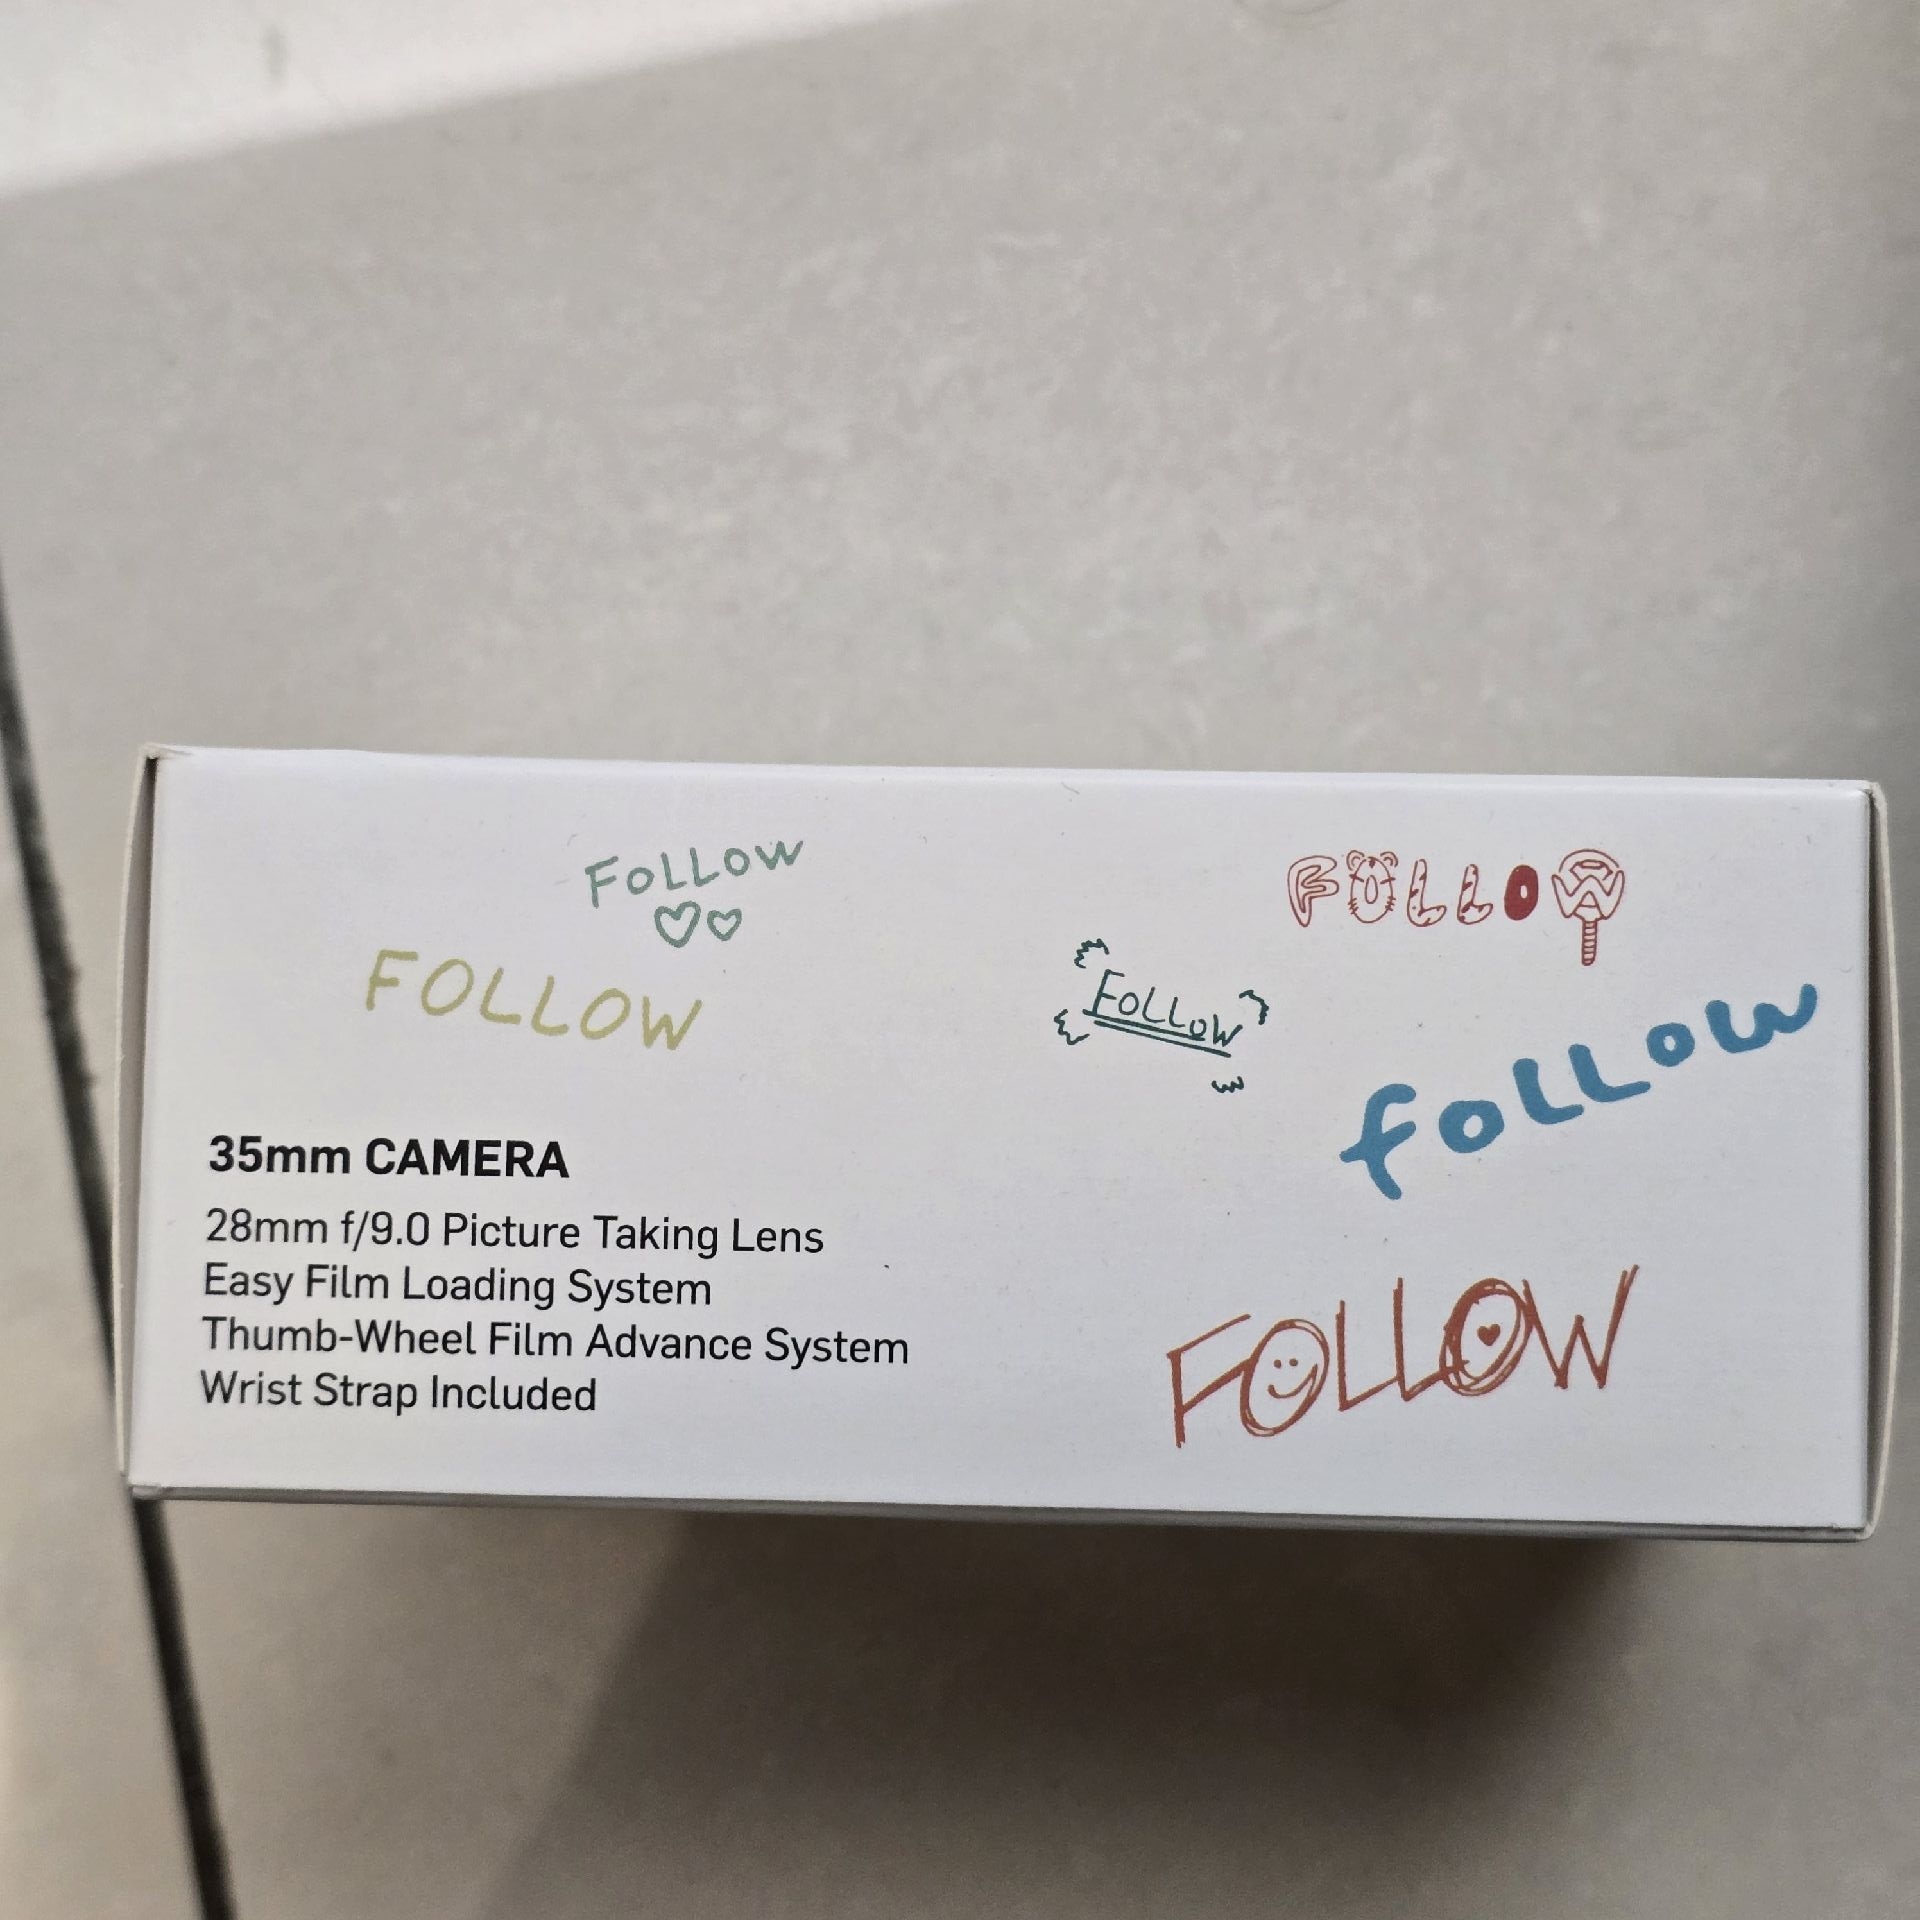 FoLLoW
FOLLOW
FOLLOW
FoLLoW
foLLow
FOLLOW
35mm CAMERA
28mm f/9.0 Picture Taking Lens
Easy Film Loading System
Thumb-Wheel Film Advance System
Wrist Strap Included